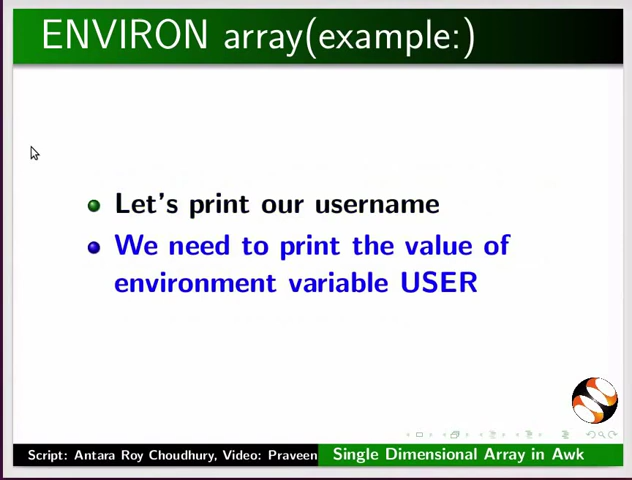 ENVIRON array(example:)
Let's print our username
We need to print the value of
environment variable USER
Script: Antara Roy Choudhury, Video: Praveen
Single Dimensional Array in Awk